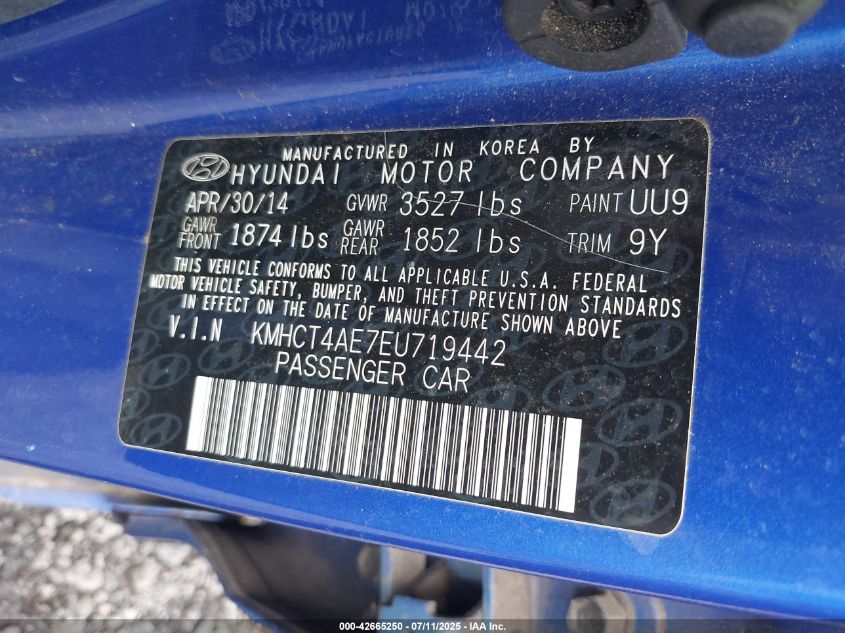 MANUFACTURED IN KOREA BY
HYUNDAI MOTOR COMPANY
APR/30/14 GVWR 3527 lbs PAINT UU9
GAWR FRONT 1874 lbs GAWR REAR 1852 lbs TRIM 9Y
THIS VEHICLE CONFORMS TO ALL APPLICABLE U.S.A. FEDERAL
MOTOR VEHICLE SAFETY, BUMPER, AND THEFT PREVENTION STANDARDS
IN EFFECT ON THE DATE OF MANUFACTURE SHOWN ABOVE
V.I.N KMHCT4AE7EU719442
PASSENGER CAR
000-42665250 - 07/11/2025 - IAA, Inc.